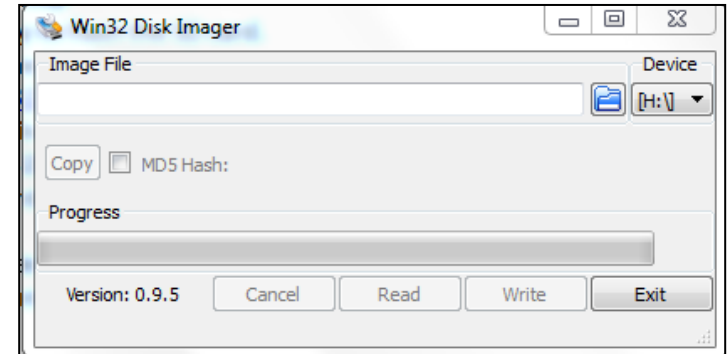 Win32 Disk Imager
Image File Device
[H:\]
Copy MD5 Hash:
Progress
Version: 0.9.5 Cancel Read Write Exit